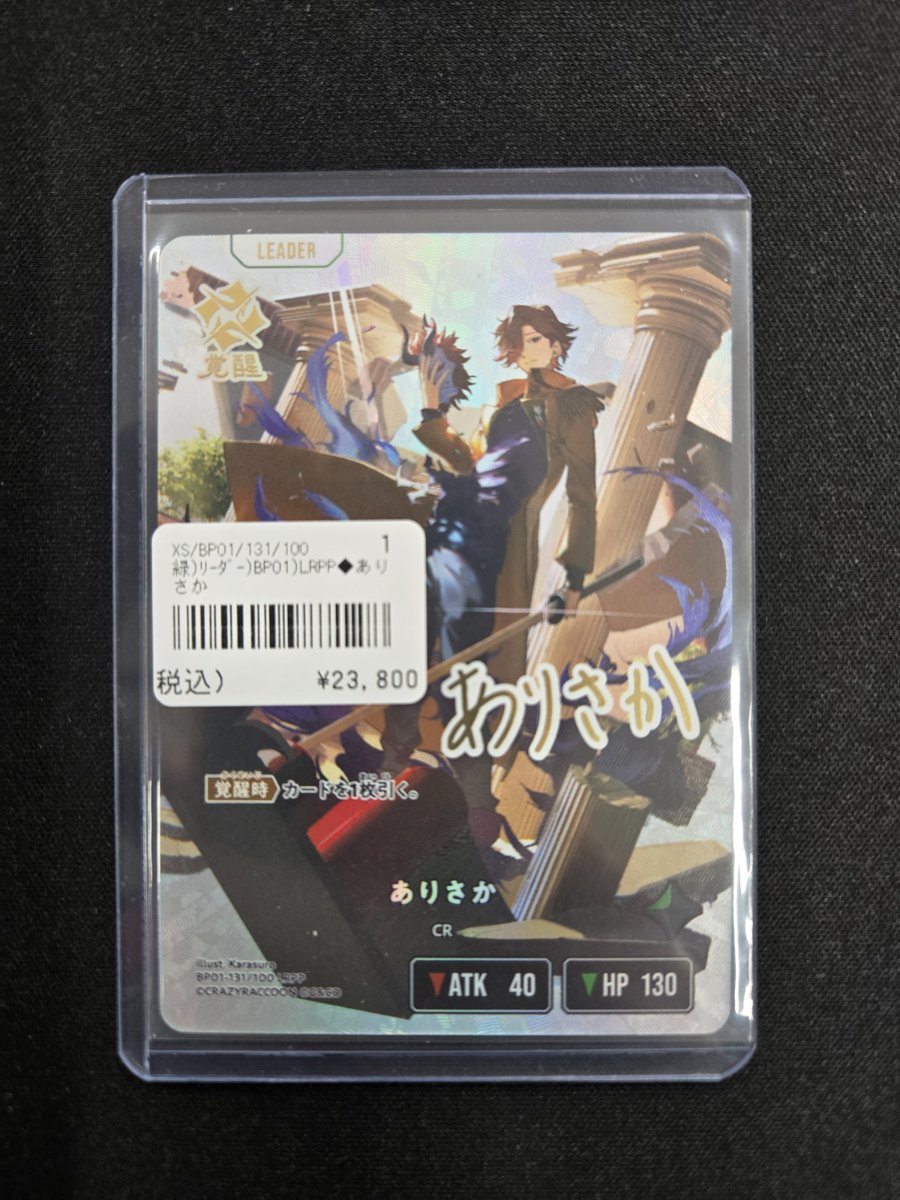 LEADER
覚醒
XS/BP01/131/100 1
緑)ﾘｰﾀﾞｰ)BP01)LRPP◆あり
さか
税込) ¥23,800
ありさか
覚醒時 カードを1枚引く。
ありさか
CR
Illust. Karasuro
BP01-131/100 LRPP
©CRAZYRACCOON
ATK 40 HP 130